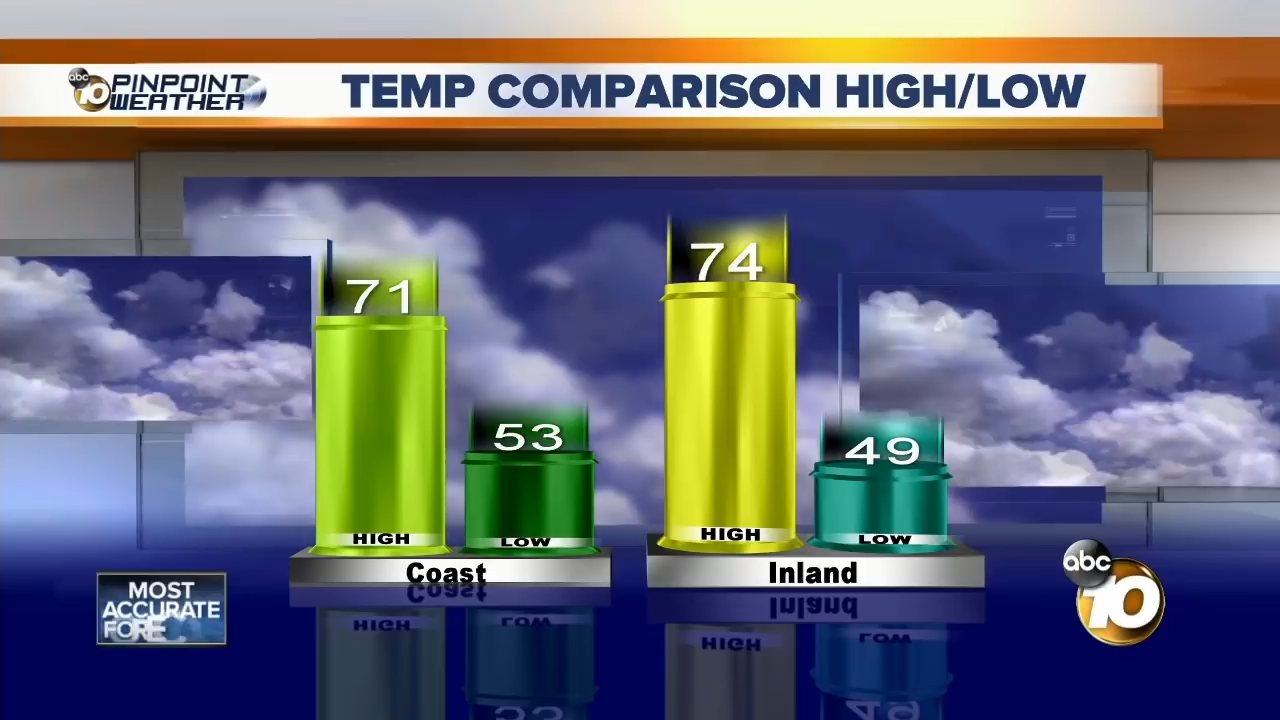 abc
10
PINPOINT
WEATHER
TEMP COMPARISON HIGH/LOW
71
53
74
49
HIGH
LOW
HIGH
LOW
Coast
Inland
MOST
ACCURATE
abc
10